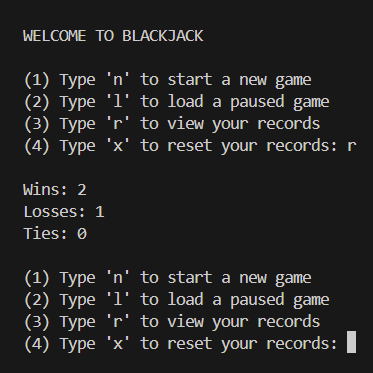 WELCOME TO BLACKJACK
(1) Type 'n' to start a new game
(2) Type 'l' to load a paused game
(3) Type 'r' to view your records
(4) Type 'x' to reset your records: r
Wins: 2
Losses: 1
Ties: 0
(1) Type 'n' to start a new game
(2) Type 'l' to load a paused game
(3) Type 'r' to view your records
(4) Type 'x' to reset your records: